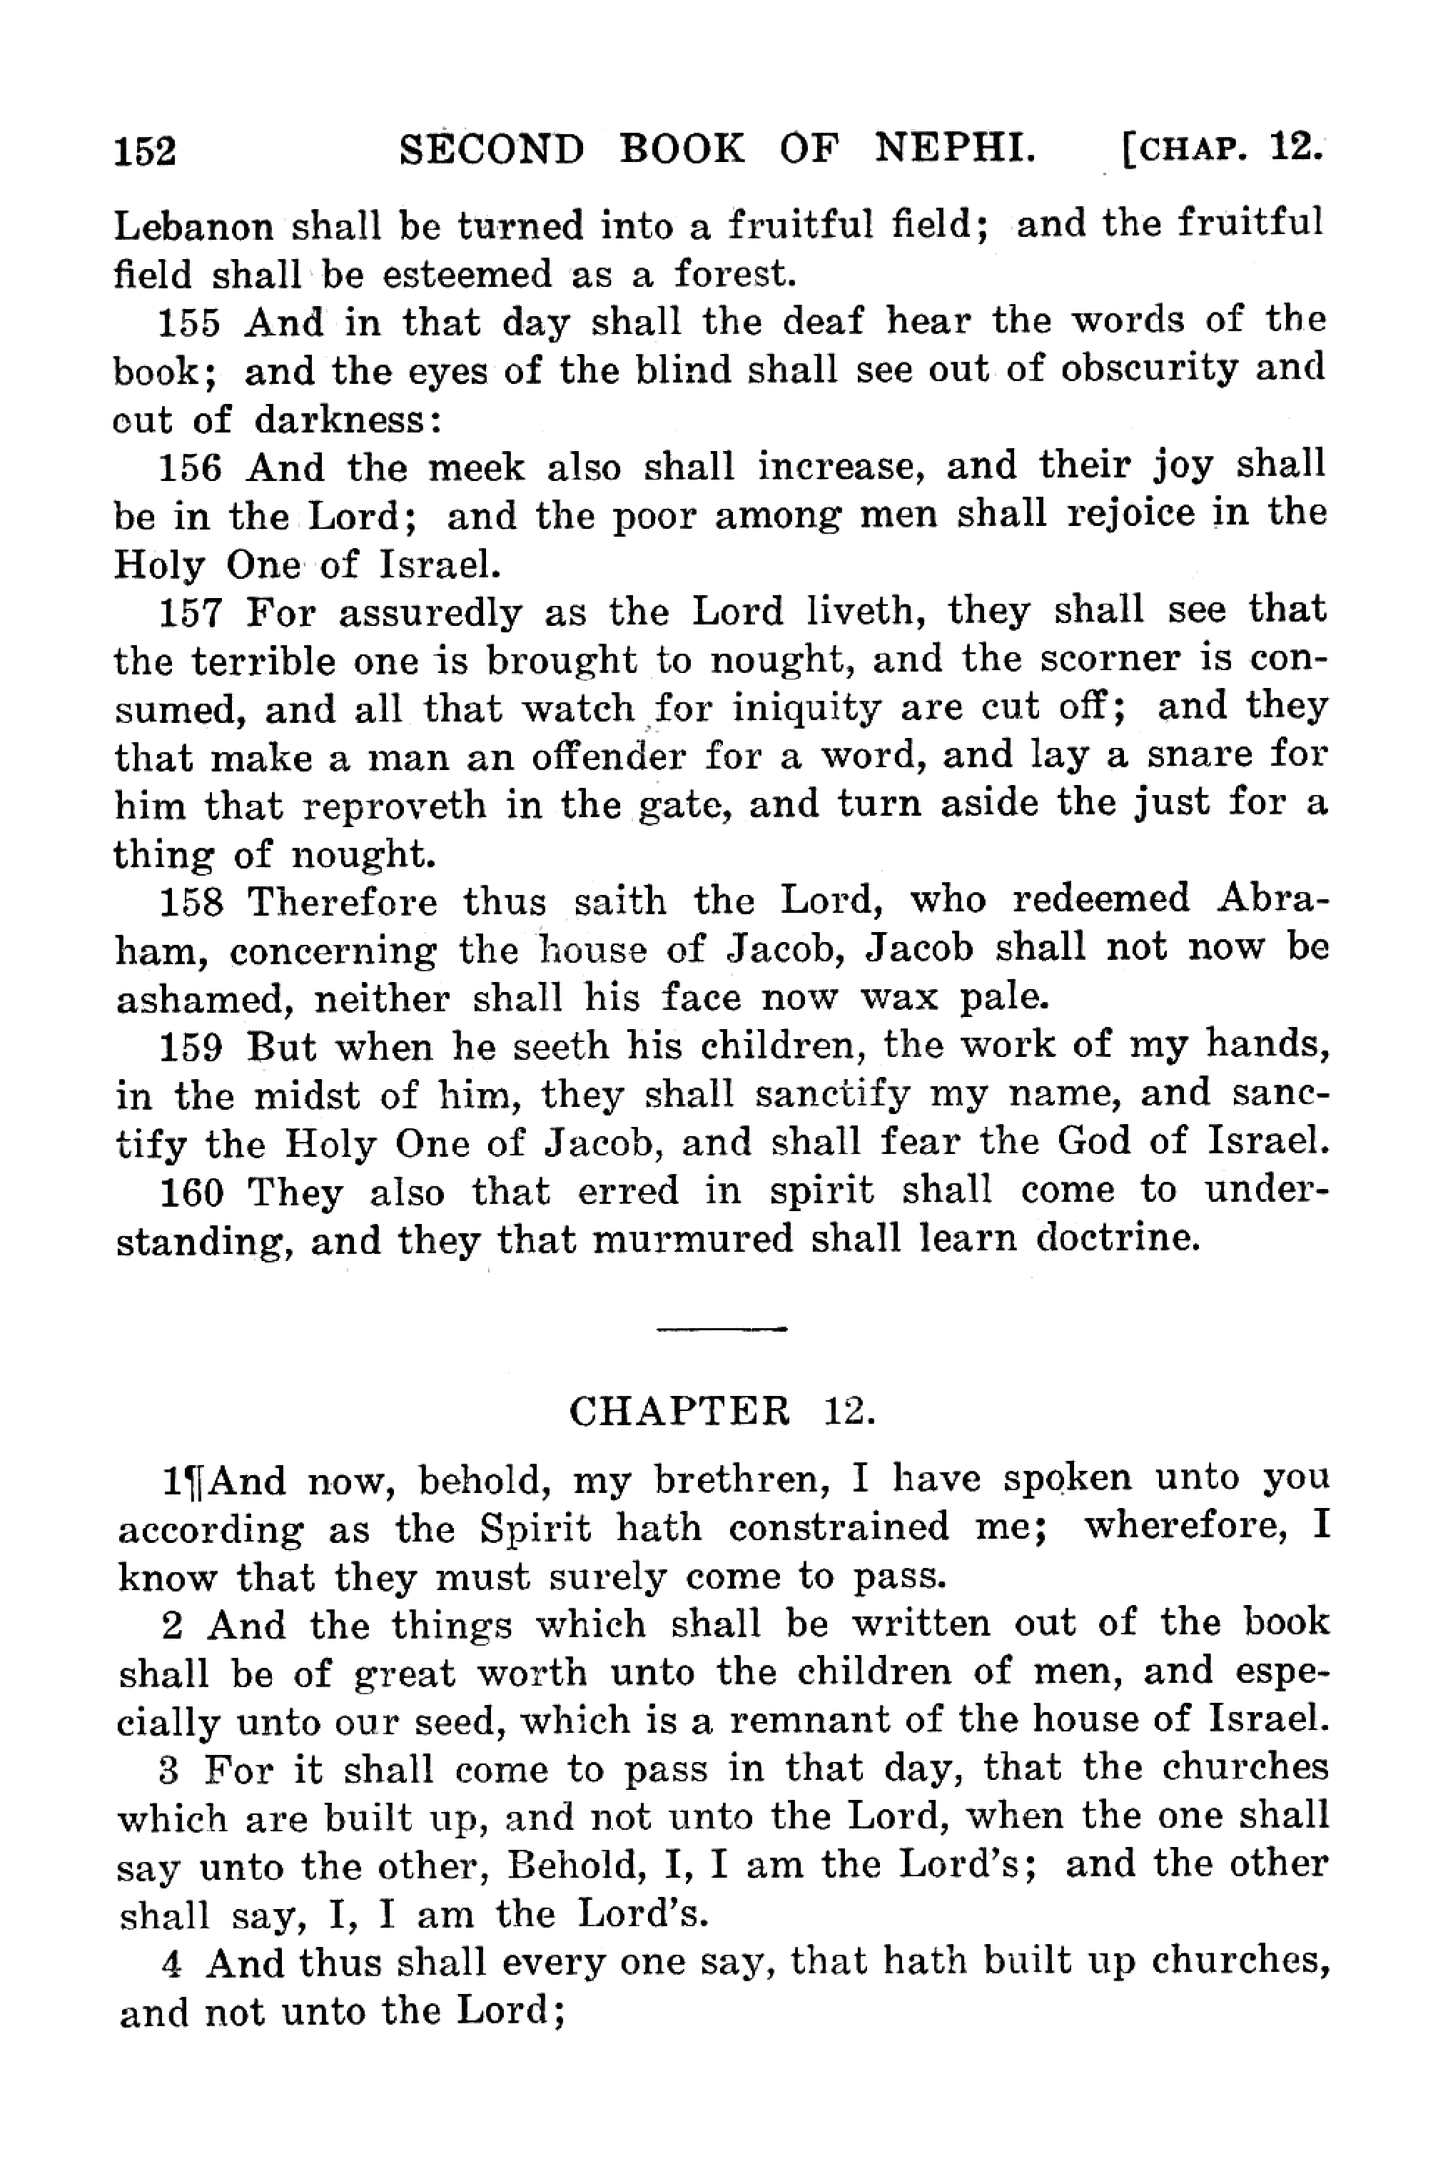 152 SECOND BOOK OF NEPHI. [CHAP. 12.
Lebanon shall be turned into a fruitful field; and the fruitful
field shall be esteemed as a forest.
155 And in that day shall the deaf hear the words of the
book; and the eyes of the blind shall see out of obscurity and
out of darkness:
156 And the meek also shall increase, and their joy shall
be in the Lord; and the poor among men shall rejoice in the
Holy One of Israel.
157 For assuredly as the Lord liveth, they shall see that
the terrible one is brought to nought, and the scorner is con-
sumed, and all that watch for iniquity are cut off; and they
that make a man an offender for a word, and lay a snare for
him that reproveth in the gate, and turn aside the just for a
thing of nought.
158 Therefore thus saith the Lord, who redeemed Abra-
ham, concerning the house of Jacob, Jacob shall not now be
ashamed, neither shall his face now wax pale.
159 But when he seeth his children, the work of my hands,
in the midst of him, they shall sanctify my name, and sanc-
tify the Holy One of Jacob, and shall fear the God of Israel.
160 They also that erred in spirit shall come to under-
standing, and they that murmured shall learn doctrine.
CHAPTER 12.
1¶And now, behold, my brethren, I have spoken unto you
according as the Spirit hath constrained me; wherefore, I
know that they must surely come to pass.
2 And the things which shall be written out of the book
shall be of great worth unto the children of men, and espe-
cially unto our seed, which is a remnant of the house of Israel.
3 For it shall come to pass in that day, that the churches
which are built up, and not unto the Lord, when the one shall
say unto the other, Behold, I, I am the Lord's; and the other
shall say, I, I am the Lord's.
4 And thus shall every one say, that hath built up churches,
and not unto the Lord;